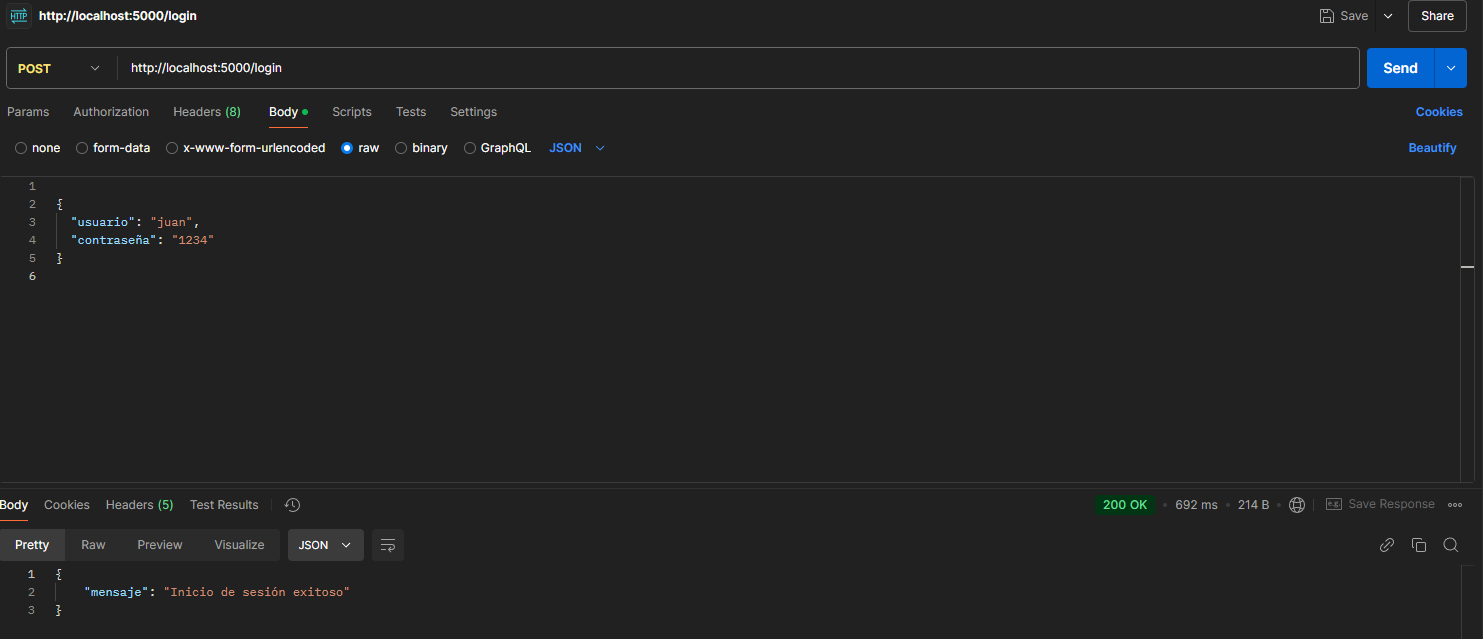 HTTP http://localhost:5000/login Save Share
POST http://localhost:5000/login Send
Params Authorization Headers (8) Body Scripts Tests Settings Cookies
none form-data x-www-form-urlencoded raw binary GraphQL JSON Beautify
1
2 {
3 "usuario": "juan",
4 "contraseña": "1234"
5 }
6
Body Cookies Headers (5) Test Results 200 OK 692 ms 214 B e.g. Save Response
Pretty Raw Preview Visualize JSON
1 {
2 "mensaje": "Inicio de sesión exitoso"
3 }